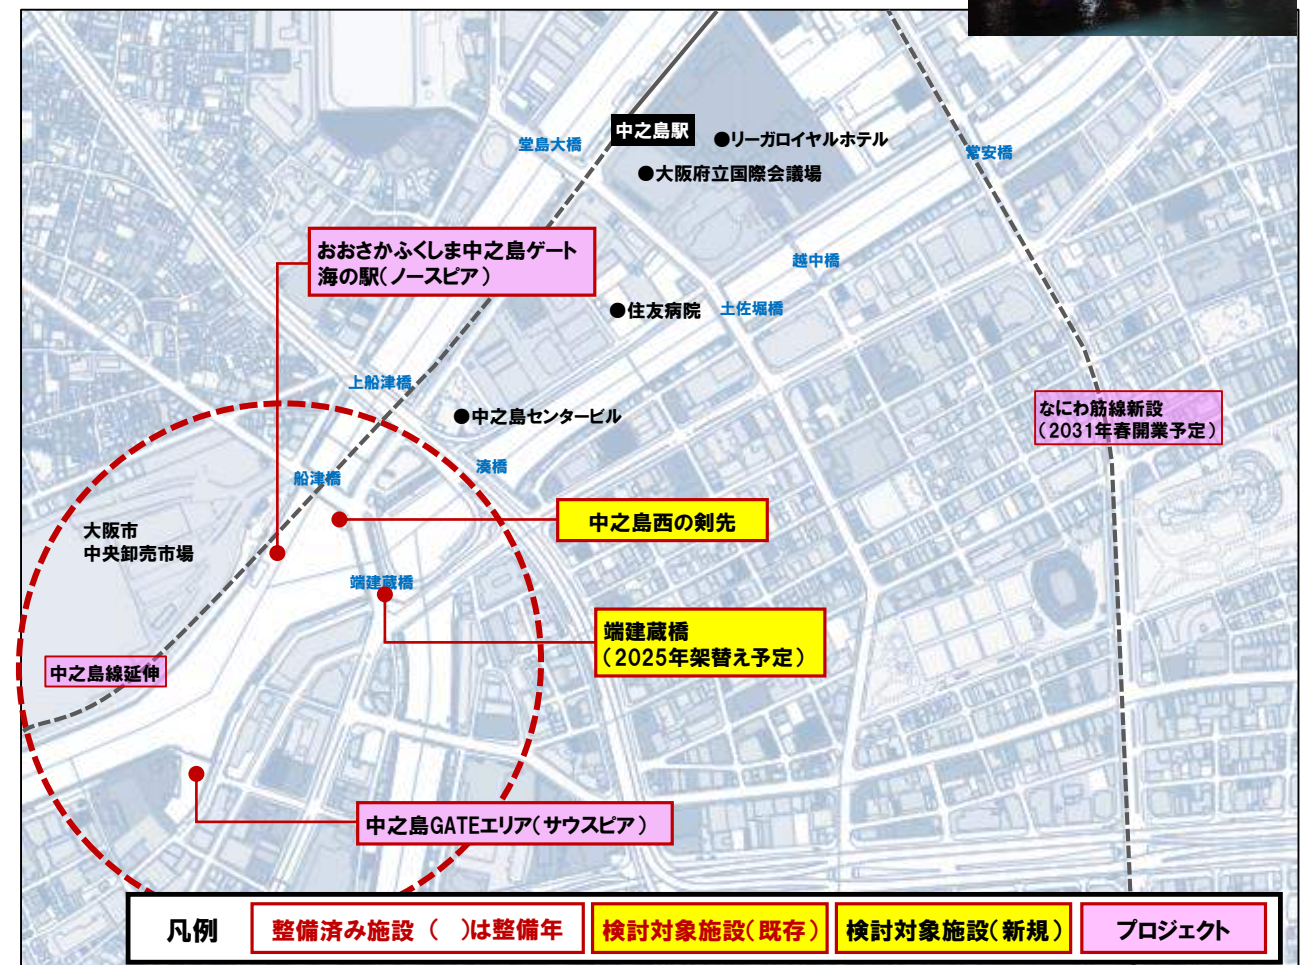 中之島駅
●リーガロイヤルホテル
堂島大橋
常安橋
●大阪府立国際会議場
おおさかふくしま中之島ゲート
海の駅(ノースピア)
越中橋
●住友病院
土佐堀橋
上船津橋
●中之島センタービル
なにわ筋線新設
(2031年春開業予定)
湊橋
船津橋
中之島西の剣先
大阪市
中央卸売市場
端建蔵橋
端建蔵橋
(2025年架替え予定)
中之島線延伸
中之島GATEエリア(サウスピア)
凡例
整備済み施設 ( )は整備年
検討対象施設(既存)
検討対象施設(新規)
プロジェクト